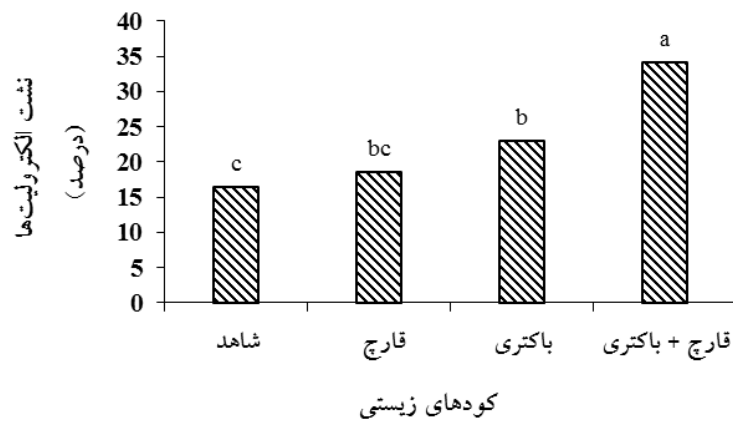 نشت الکترولیت‌ها
(درصد)
40
35
30
25
20
15
10
5
0
c
bc
b
a
شاهد
قارچ
باکتری
قارچ + باکتری
کودهای زیستی